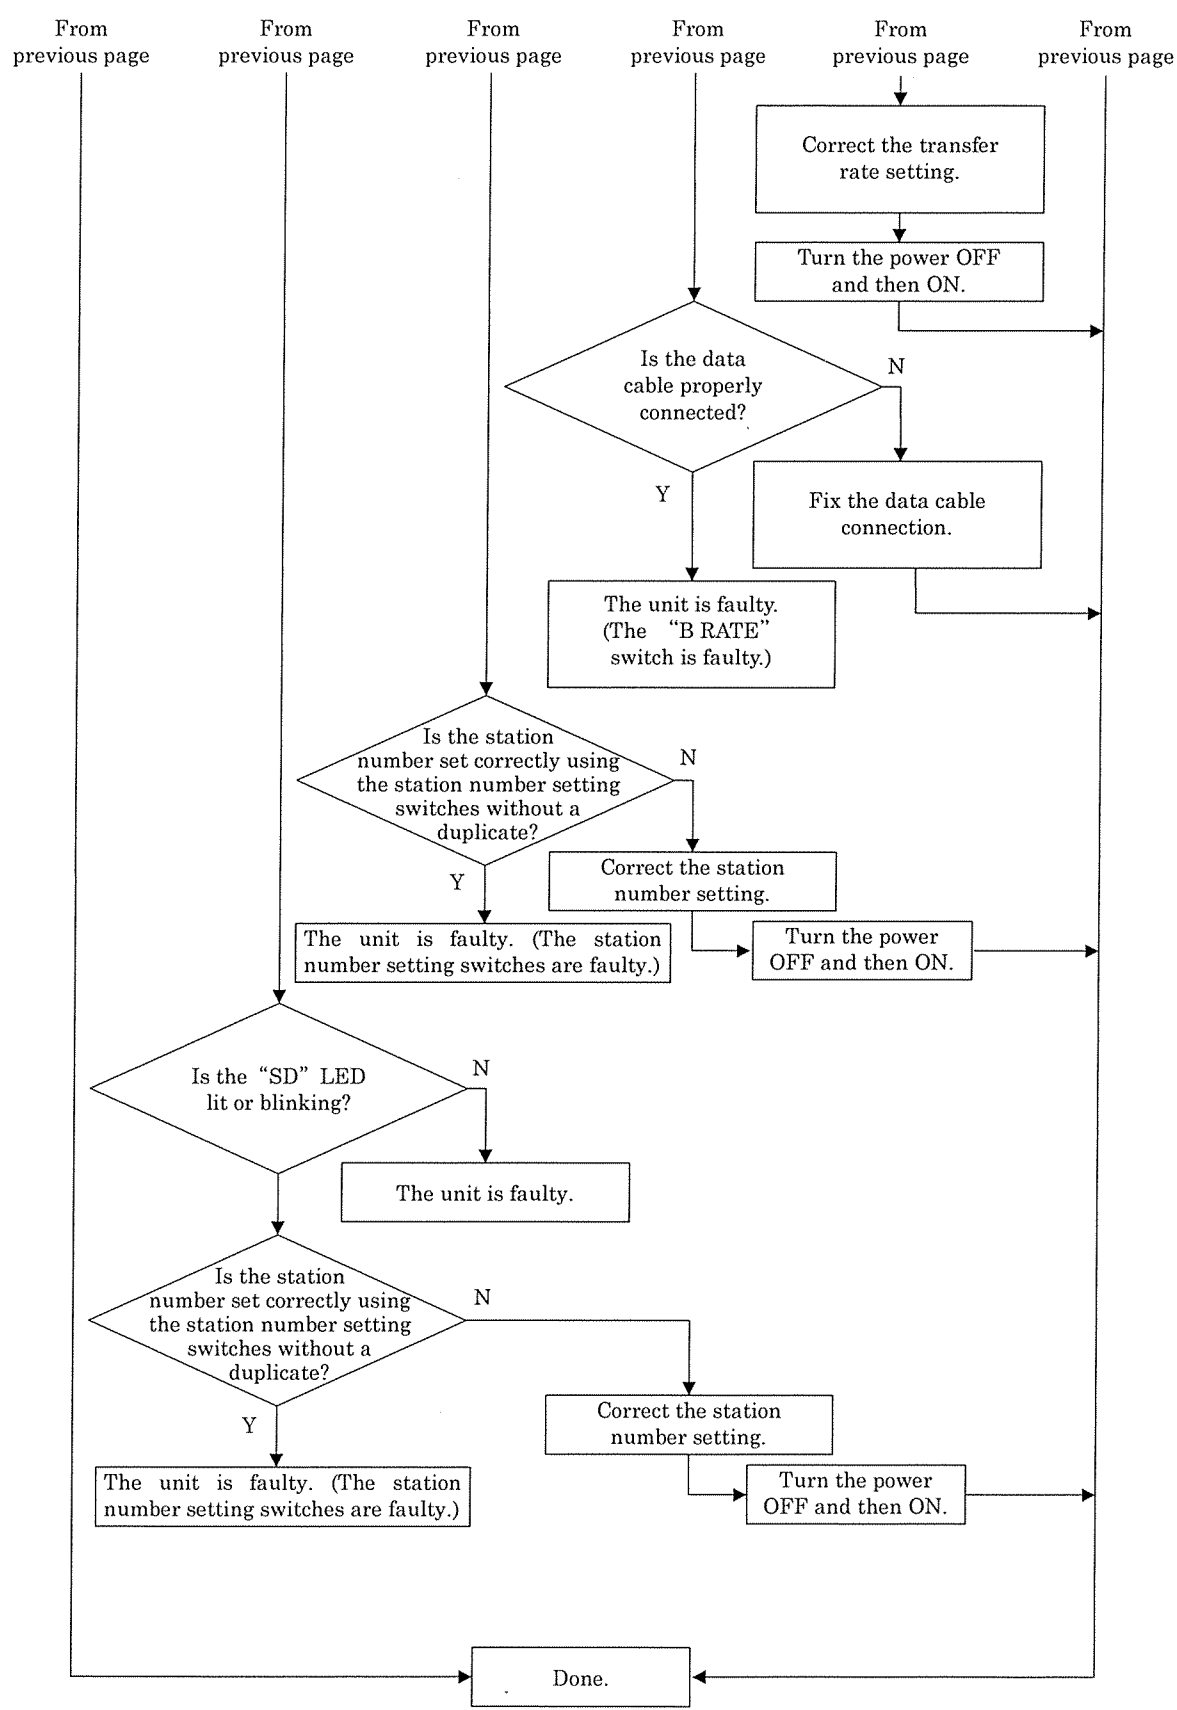 From
previous page
From
previous page
From
previous page
From
previous page
From
previous page
From
previous page
Correct the transfer
rate setting.
Turn the power OFF
and then ON.
Is the data
cable properly
connected?
N
Y
Fix the data cable
connection.
The unit is faulty.
(The “B RATE”
switch is faulty.)
Is the station
number set correctly using
the station number setting
switches without a
duplicate?
N
Y
Correct the station
number setting.
The unit is faulty. (The station
number setting switches are faulty.)
Turn the power
OFF and then ON.
Is the “SD” LED
lit or blinking?
N
The unit is faulty.
Is the station
number set correctly using
the station number setting
switches without a
duplicate?
N
Y
Correct the station
number setting.
The unit is faulty. (The station
number setting switches are faulty.)
Turn the power
OFF and then ON.
Done.